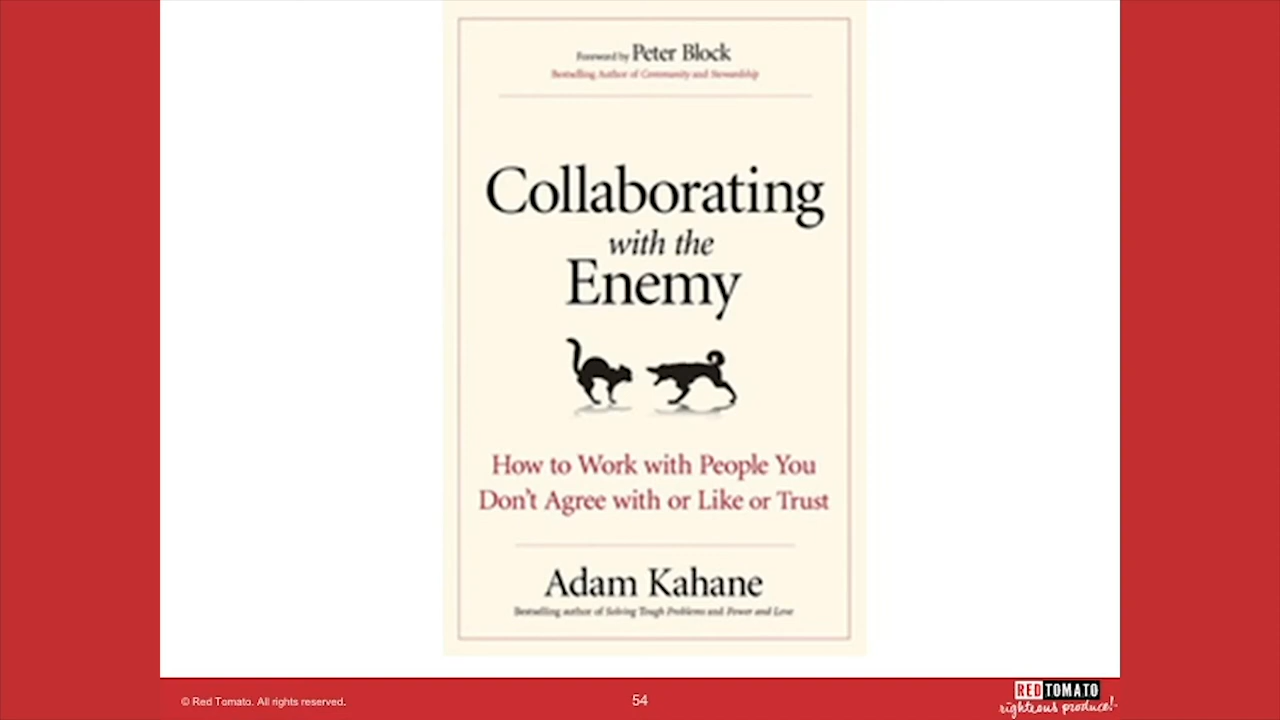 Foreword by Peter Block
Bestselling Author of Community and Stewardship
Collaborating
with the
Enemy
How to Work with People You
Don't Agree with or Like or Trust
Adam Kahane
Bestselling author of Solving Tough Problems and Power and Love
© Red Tomato. All rights reserved.
54
RED TOMATO
righteous produce!